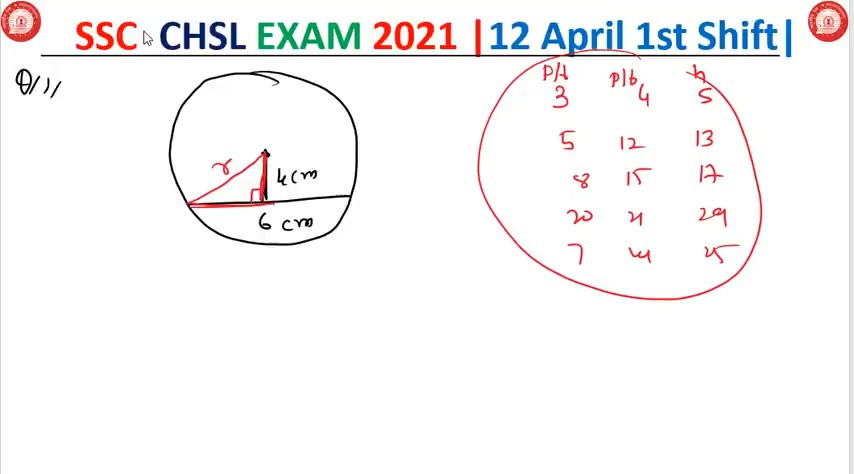 SSC CHSL EXAM 2021 |12 April 1st Shift|
Q1)
P/b P/b h
3 4 5
5 12 13
8 15 17
20 21 29
7 24 25
r
4cm
6 cm